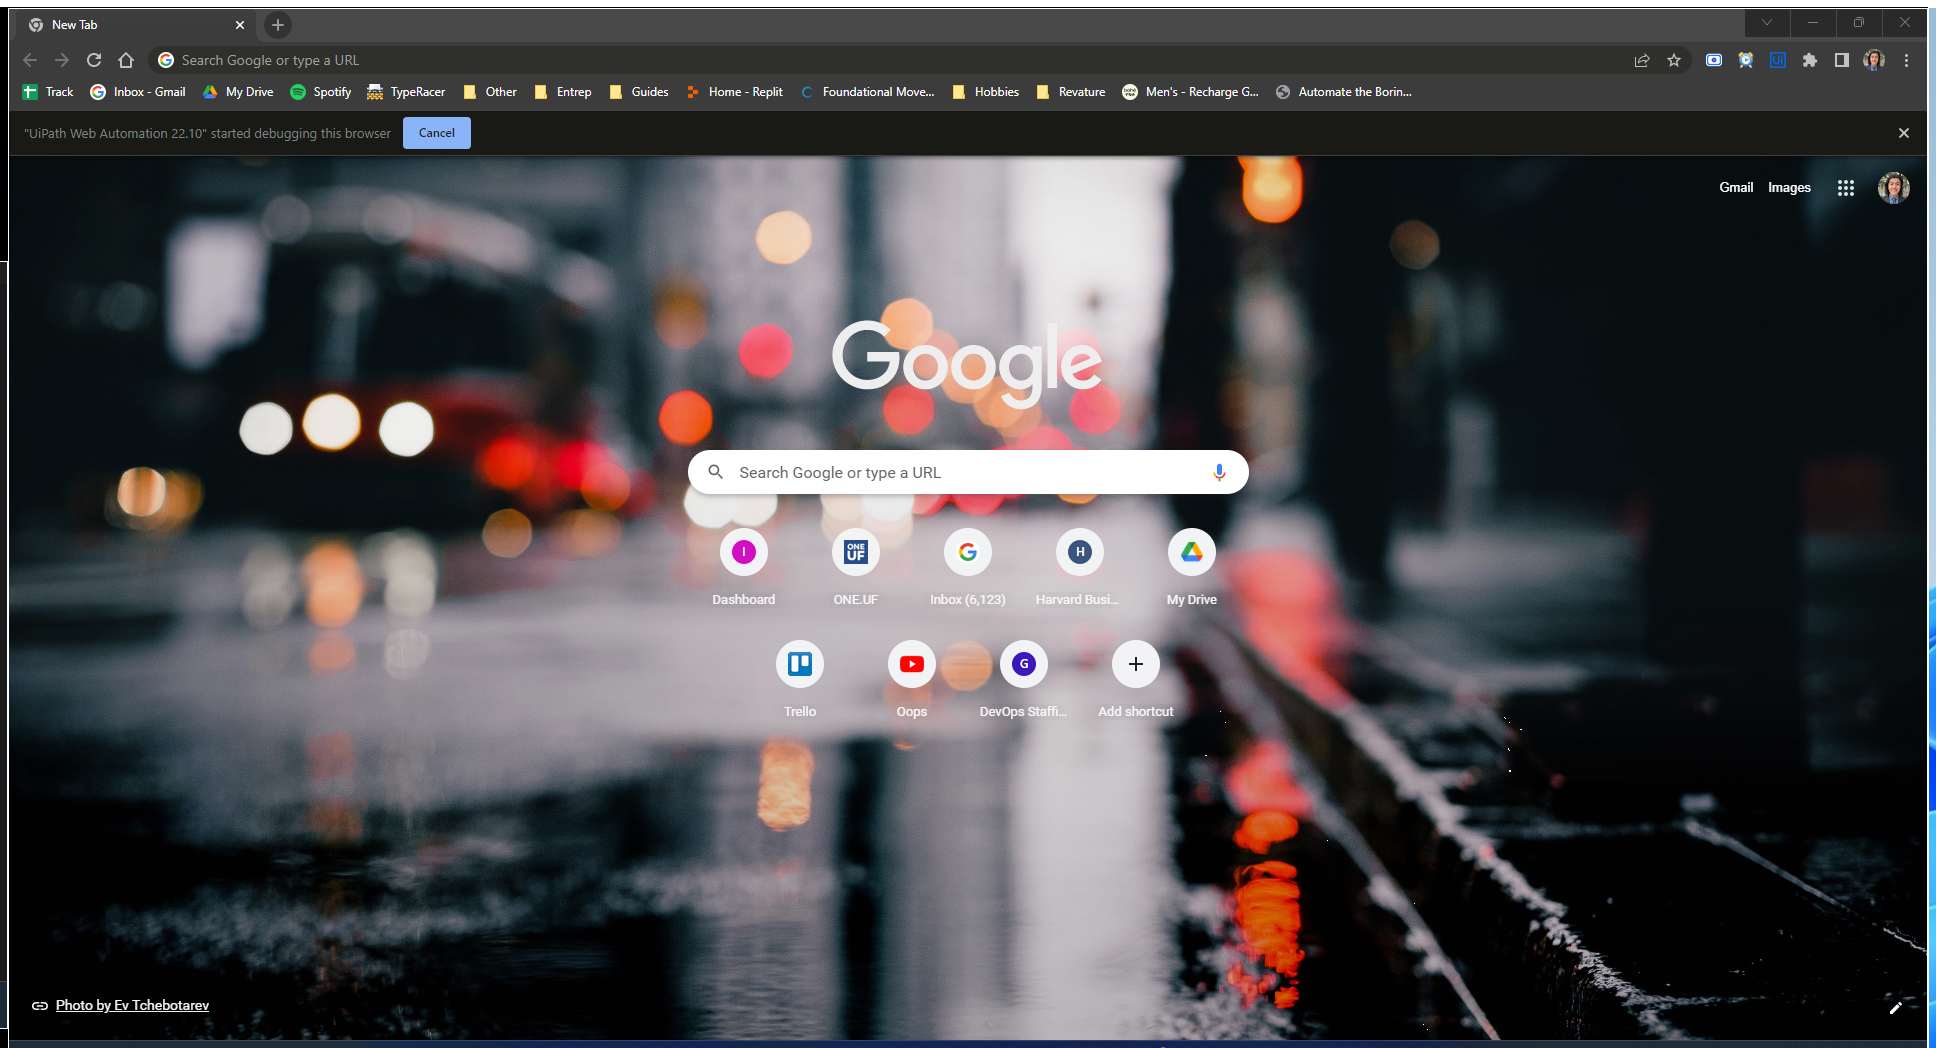 New Tab
Search Google or type a URL
Track Inbox - Gmail My Drive Spotify TypeRacer Other Entrep Guides Home - Replit Foundational Move... Hobbies Revature Men's - Recharge G... Automate the Borin...
"UiPath Web Automation 22.10" started debugging this browser Cancel
Gmail Images
Google
Search Google or type a URL
I ONE UF H
Dashboard ONE.UF Inbox (6,123) Harvard Busi... My Drive
G
Trello Oops DevOps Staffi... Add shortcut
Photo by Ev Tchebotarev